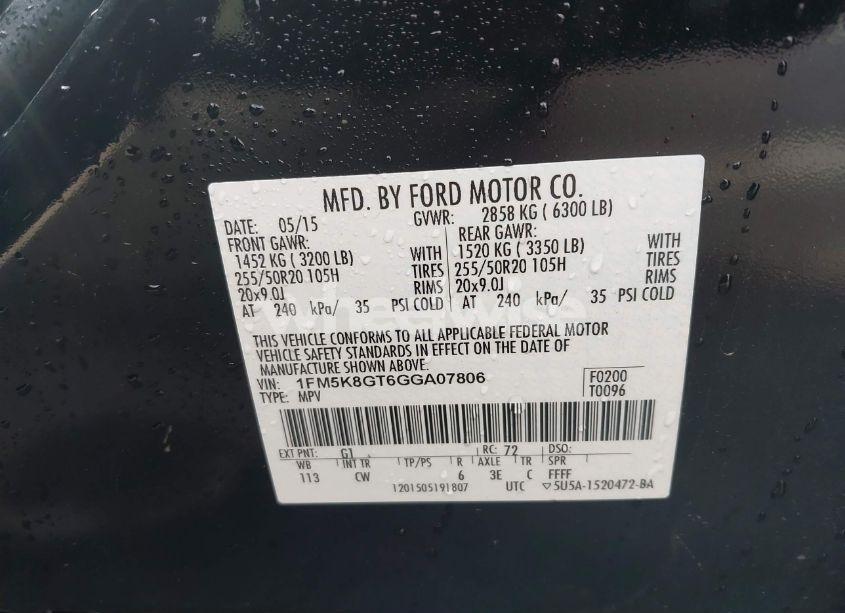 MFD. BY FORD MOTOR CO.
DATE: 05/15 GVWR: 2858 KG ( 6300 LB)
FRONT GAWR: REAR GAWR:
1452 KG ( 3200 LB) WITH 1520 KG ( 3350 LB) WITH
255/50R20 105H TIRES 255/50R20 105H TIRES
20x9.0J RIMS 20x9.0J RIMS
AT 240 kPa/ 35 PSI COLD AT 240 kPa/ 35 PSI COLD
Wheelwise
THIS VEHICLE CONFORMS TO ALL APPLICABLE FEDERAL MOTOR
VEHICLE SAFETY STANDARDS IN EFFECT ON THE DATE OF
MANUFACTURE SHOWN ABOVE.
VIN: 1FM5K8GT6GGA07806 F0200
TYPE: MPV T0096
EXT PNT: G1 RC: 72 DSO:
WB INT TR TP/PS R AXLE TR SPR
113 CW 6 3E C FFFF
1201505191807 UTC ▽5U5A-1520472-BA